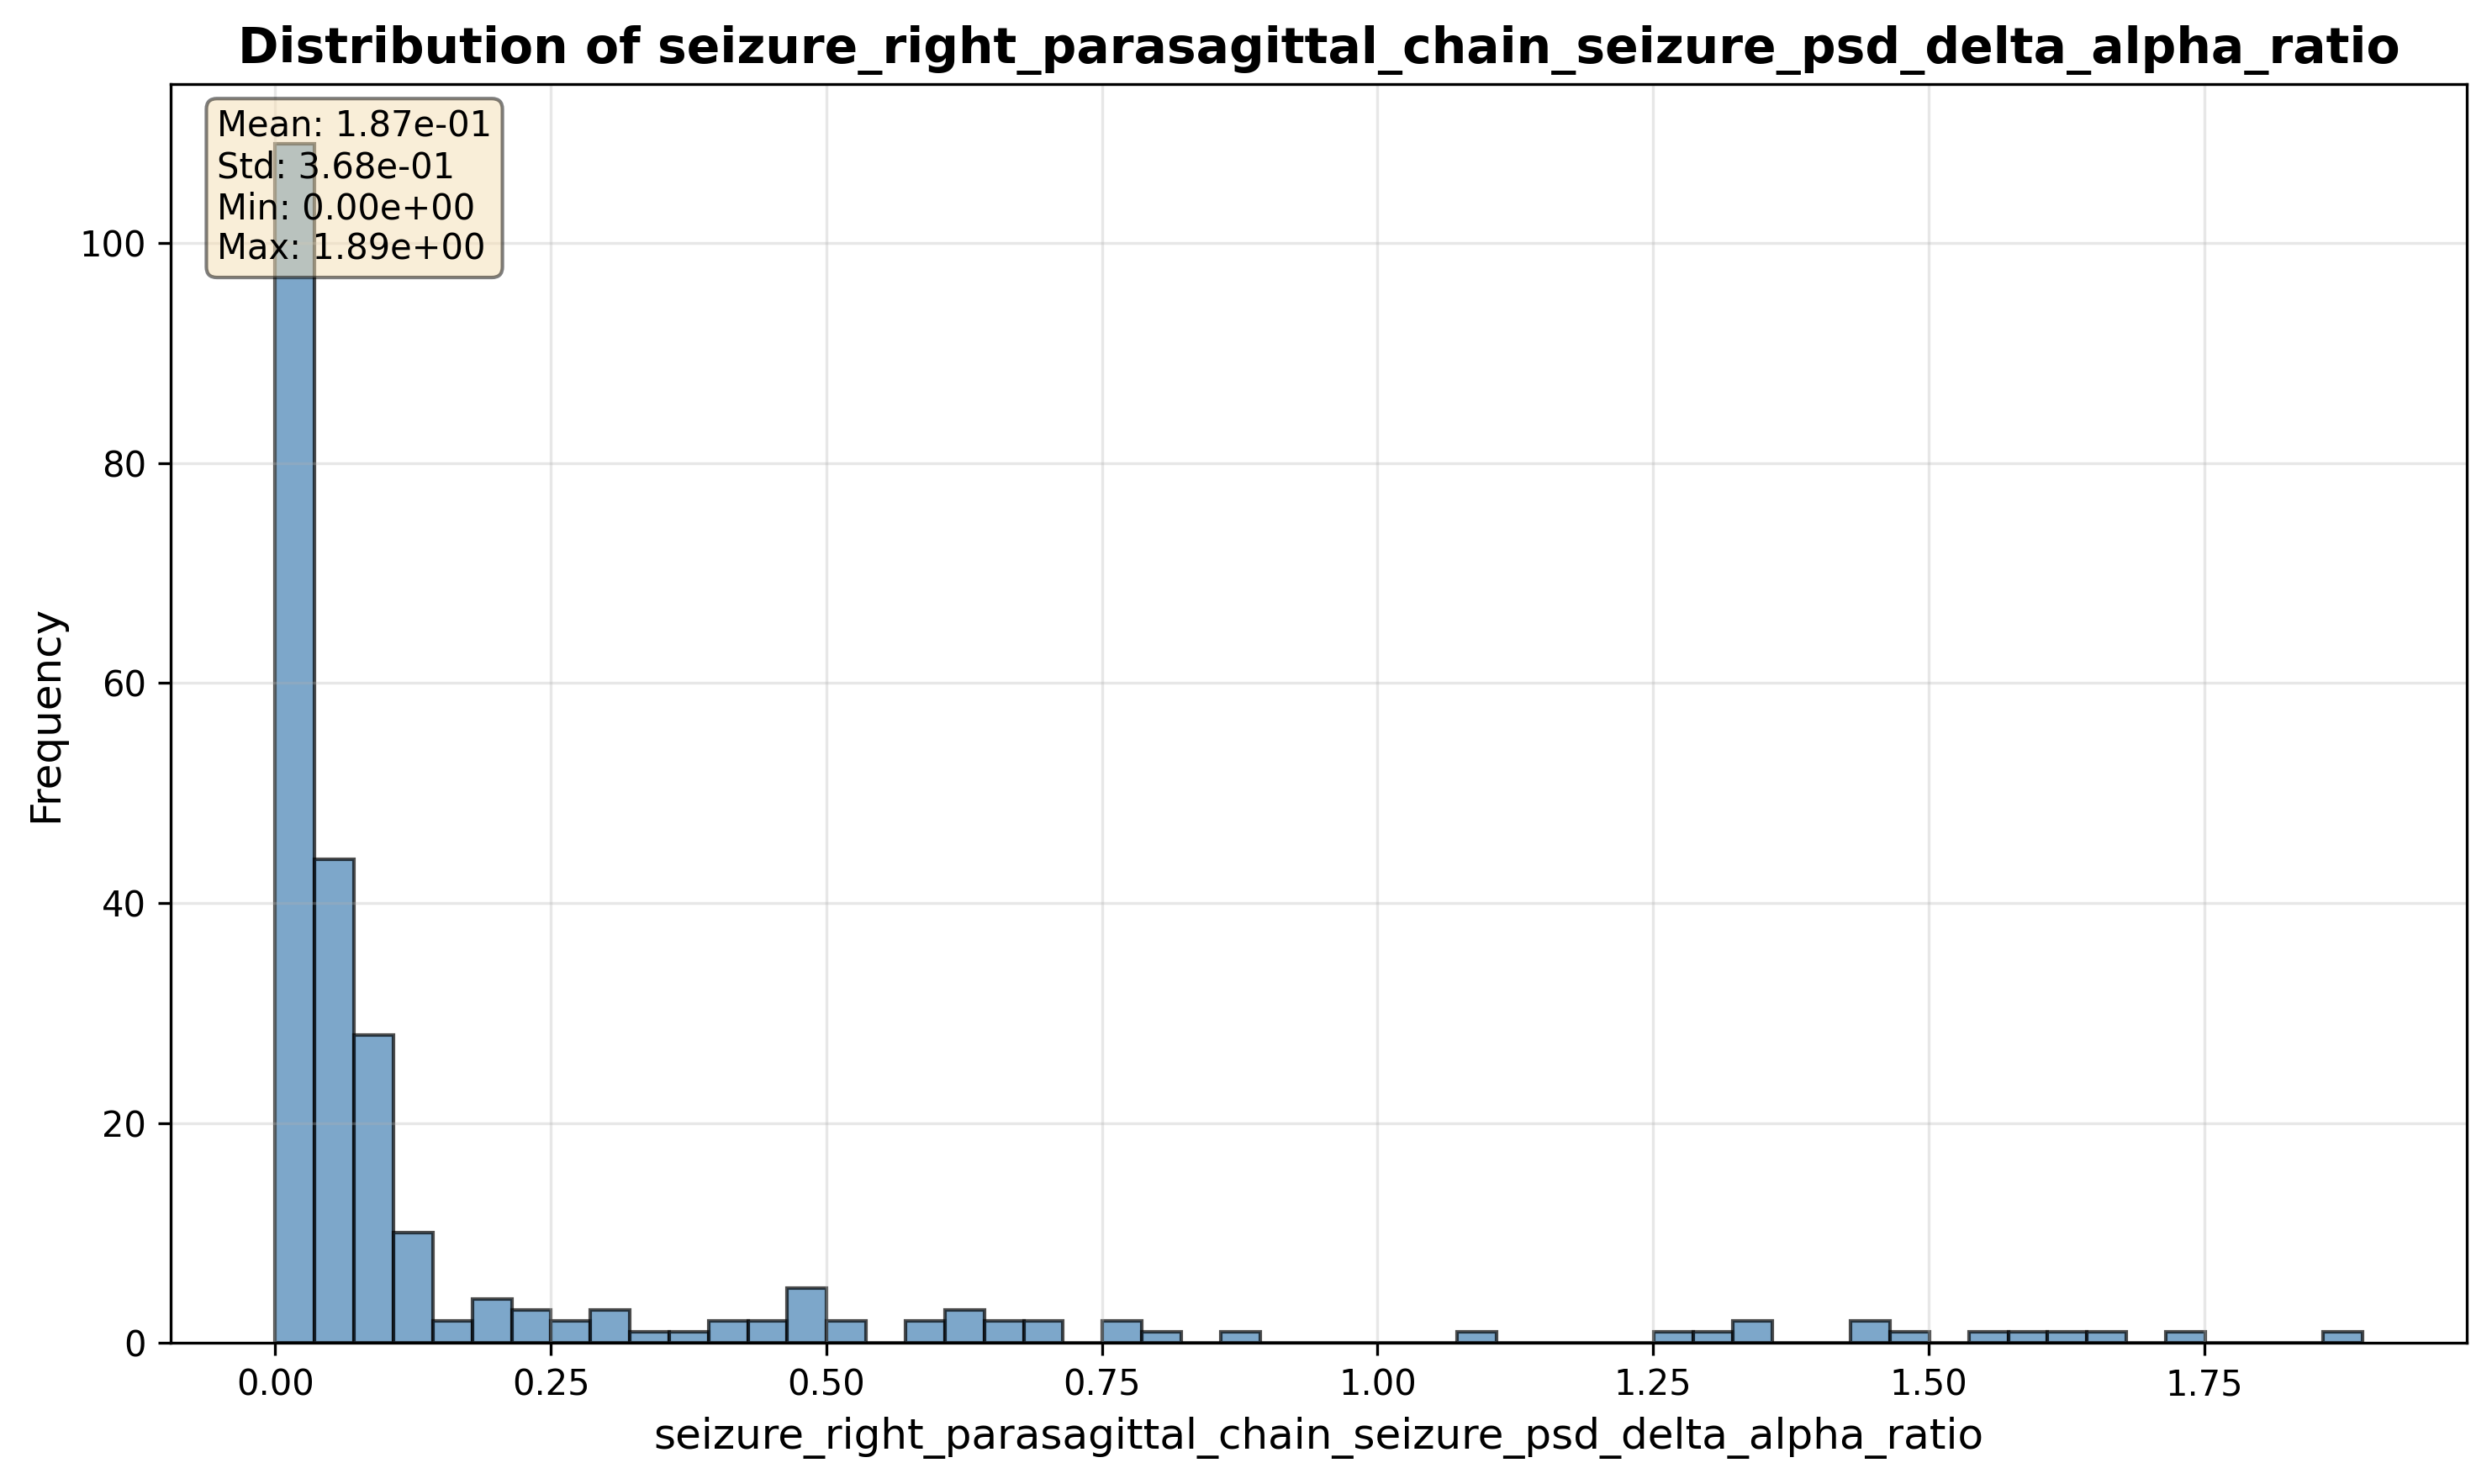 Distribution of seizure_right_parasagittal_chain_seizure_psd_delta_alpha_ratio
Mean: 1.87e-01
Std: 3.68e-01
Min: 0.00e+00
Max: 1.89e+00
Frequency
100
80
60
40
20
0
0.00 0.25 0.50 0.75 1.00 1.25 1.50 1.75
seizure_right_parasagittal_chain_seizure_psd_delta_alpha_ratio